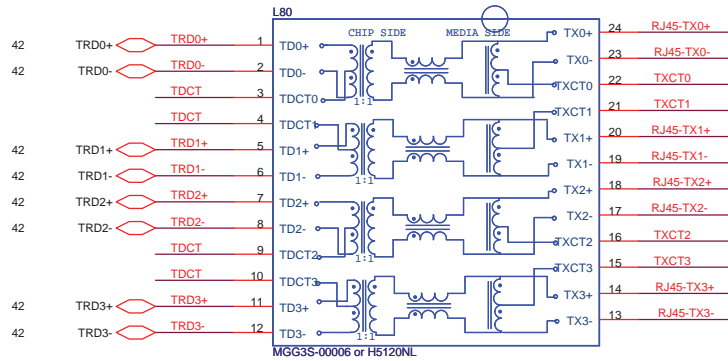 L80
CHIP SIDE MEDIA SIDE
42 TRD0+ TRD0+ 1 TD0+ TX0+ 24 RJ45-TX0+
42 TRD0- TRD0- 2 TD0- TX0- 23 RJ45-TX0-
TDCT 3 TDCT0 TXCT0 22 TXCT0
1:1
TDCT 4 TDCT1 TXCT1 21 TXCT1
42 TRD1+ TRD1+ 5 TD1+ TX1+ 20 RJ45-TX1+
42 TRD1- TRD1- 6 TD1- TX1- 19 RJ45-TX1-
1:1
42 TRD2+ TRD2+ 7 TD2+ TX2+ 18 RJ45-TX2+
42 TRD2- TRD2- 8 TD2- TX2- 17 RJ45-TX2-
TDCT 9 TDCT2 TXCT2 16 TXCT2
1:1
TDCT 10 TDCT3 TXCT3 15 TXCT3
42 TRD3+ TRD3+ 11 TD3+ TX3+ 14 RJ45-TX3+
42 TRD3- TRD3- 12 TD3- TX3- 13 RJ45-TX3-
1:1
MGG3S-00006 or H5120NL